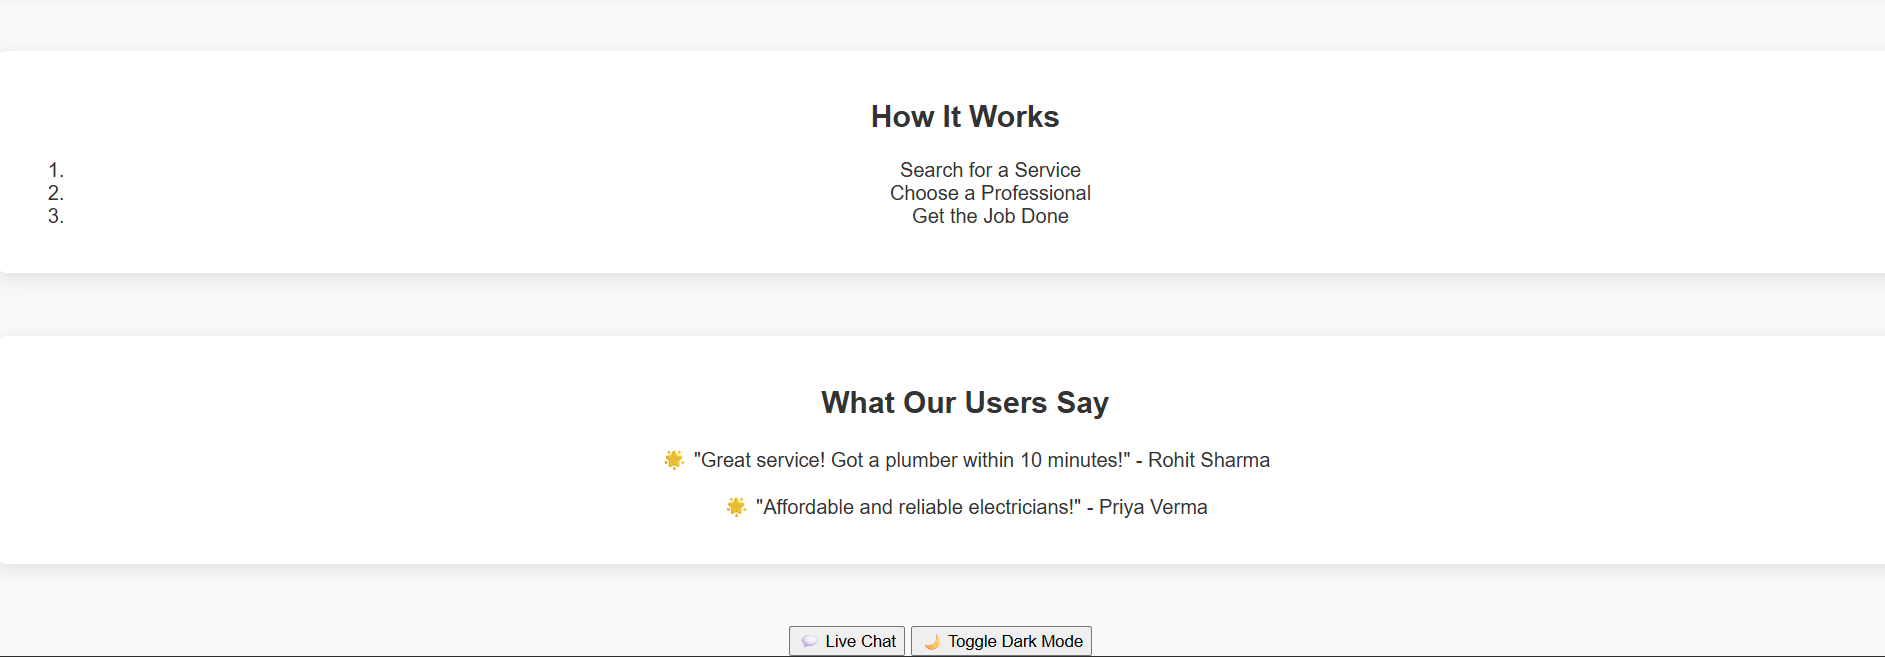 How It Works
1. Search for a Service
2. Choose a Professional
3. Get the Job Done
What Our Users Say
🌟 "Great service! Got a plumber within 10 minutes!" - Rohit Sharma
🌟 "Affordable and reliable electricians!" - Priya Verma
💬 Live Chat 🌙 Toggle Dark Mode